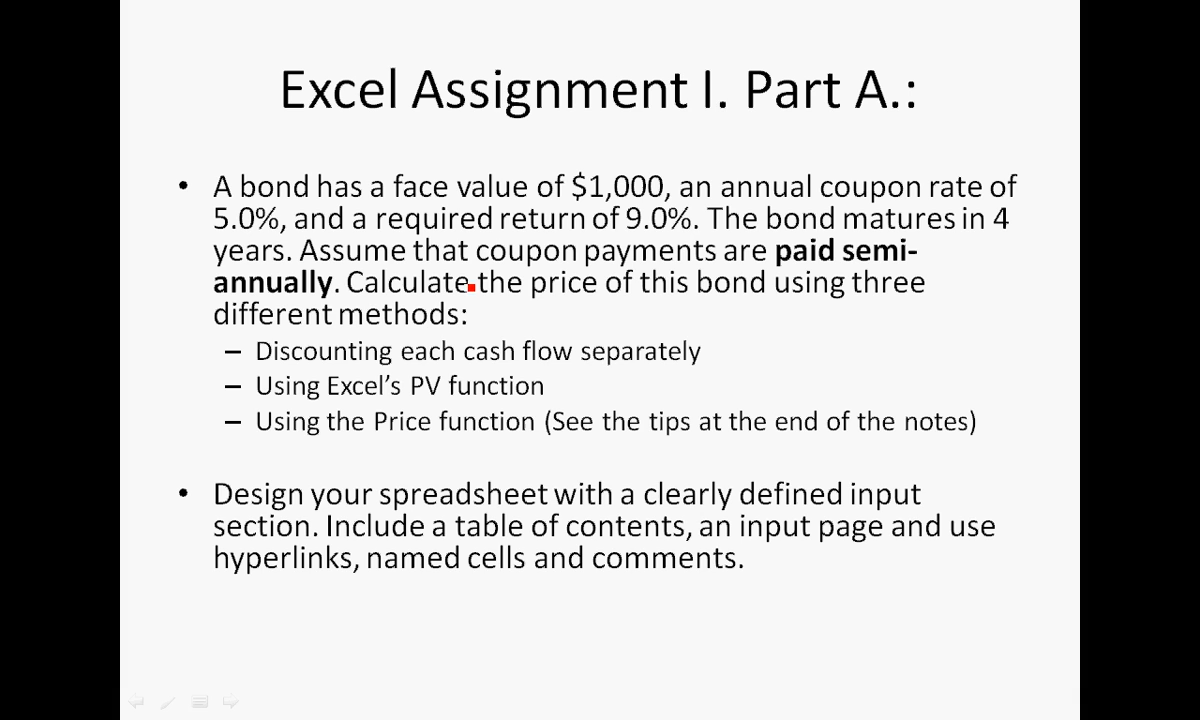 Excel Assignment I. Part A.:
• A bond has a face value of $1,000, an annual coupon rate of
5.0%, and a required return of 9.0%. The bond matures in 4
years. Assume that coupon payments are paid semi-
annually. Calculate the price of this bond using three
different methods:
– Discounting each cash flow separately
– Using Excel’s PV function
– Using the Price function (See the tips at the end of the notes)
• Design your spreadsheet with a clearly defined input
section. Include a table of contents, an input page and use
hyperlinks, named cells and comments.